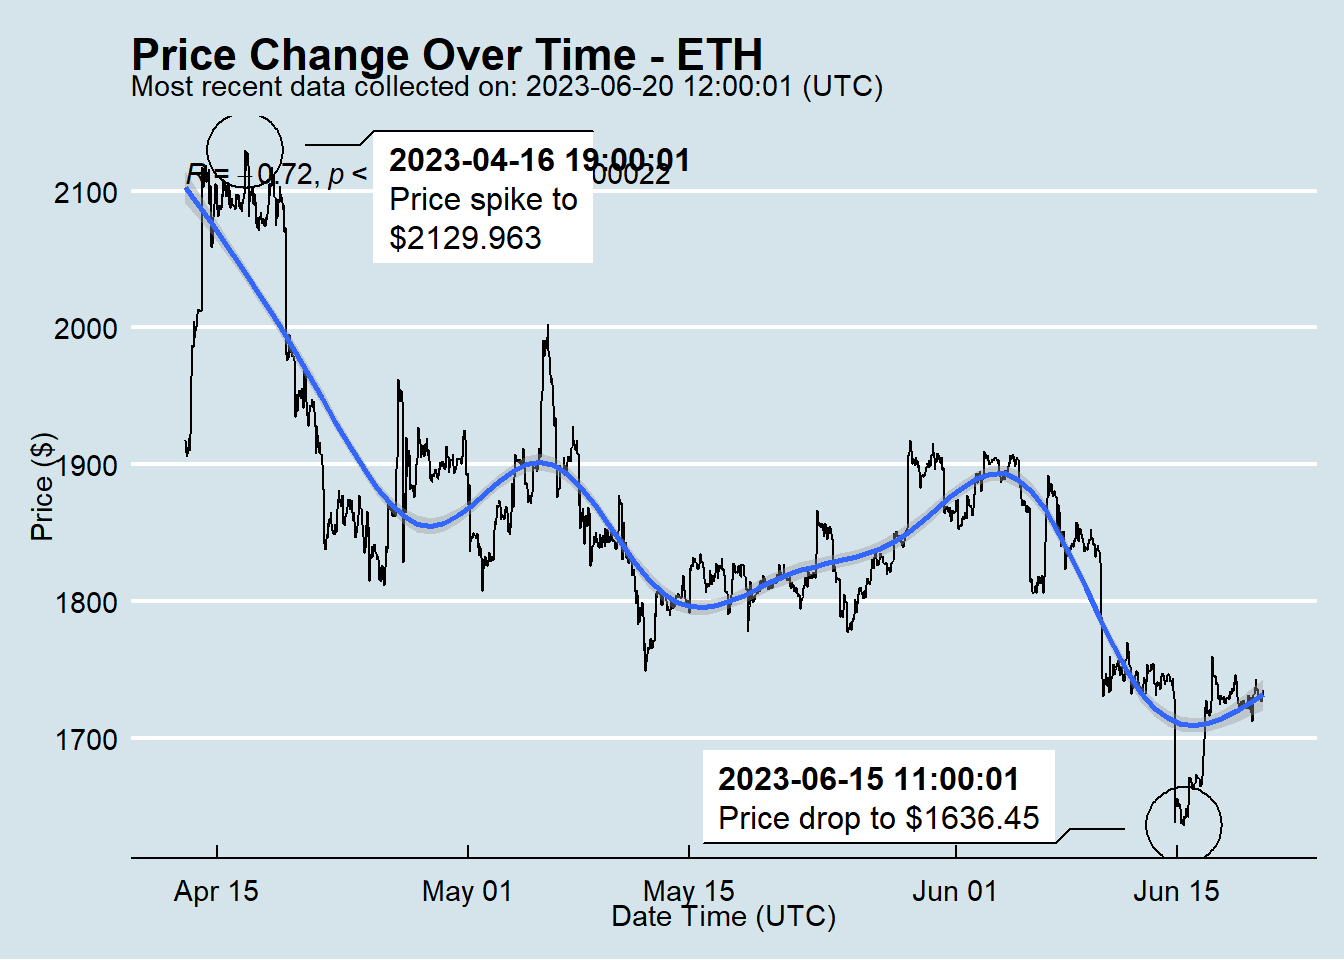 Price Change Over Time - ETH
Most recent data collected on: 2023-06-20 12:00:01 (UTC)
R = −0.72, p < 00022
2023-04-16 19:00:01
Price spike to
$2129.963
2100
2000
1900
1800
1700
Price ($)
2023-06-15 11:00:01
Price drop to $1636.45
Apr 15 May 01 May 15 Jun 01 Jun 15
Date Time (UTC)